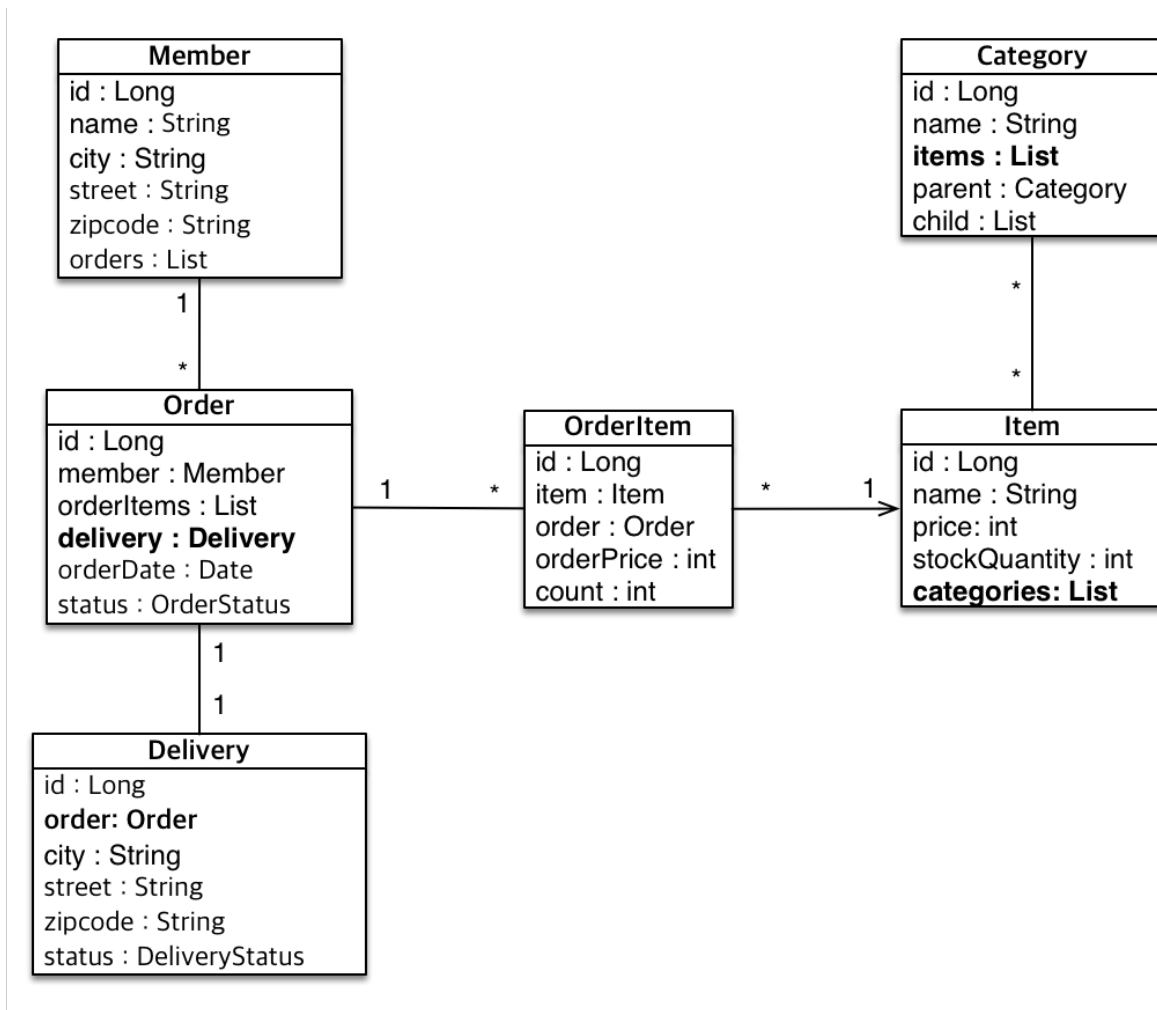 Member
id : Long
name : String
city : String
street : String
zipcode : String
orders : List
1
*
Order
id : Long
member : Member
orderItems : List
delivery : Delivery
orderDate : Date
status : OrderStatus
1
1
Delivery
id : Long
order: Order
city : String
street : String
zipcode : String
status : DeliveryStatus
1
*
OrderItem
id : Long
item : Item
order : Order
orderPrice : int
count : int
*
1
Category
id : Long
name : String
items : List
parent : Category
child : List
*
*
Item
id : Long
name : String
price: int
stockQuantity : int
categories: List